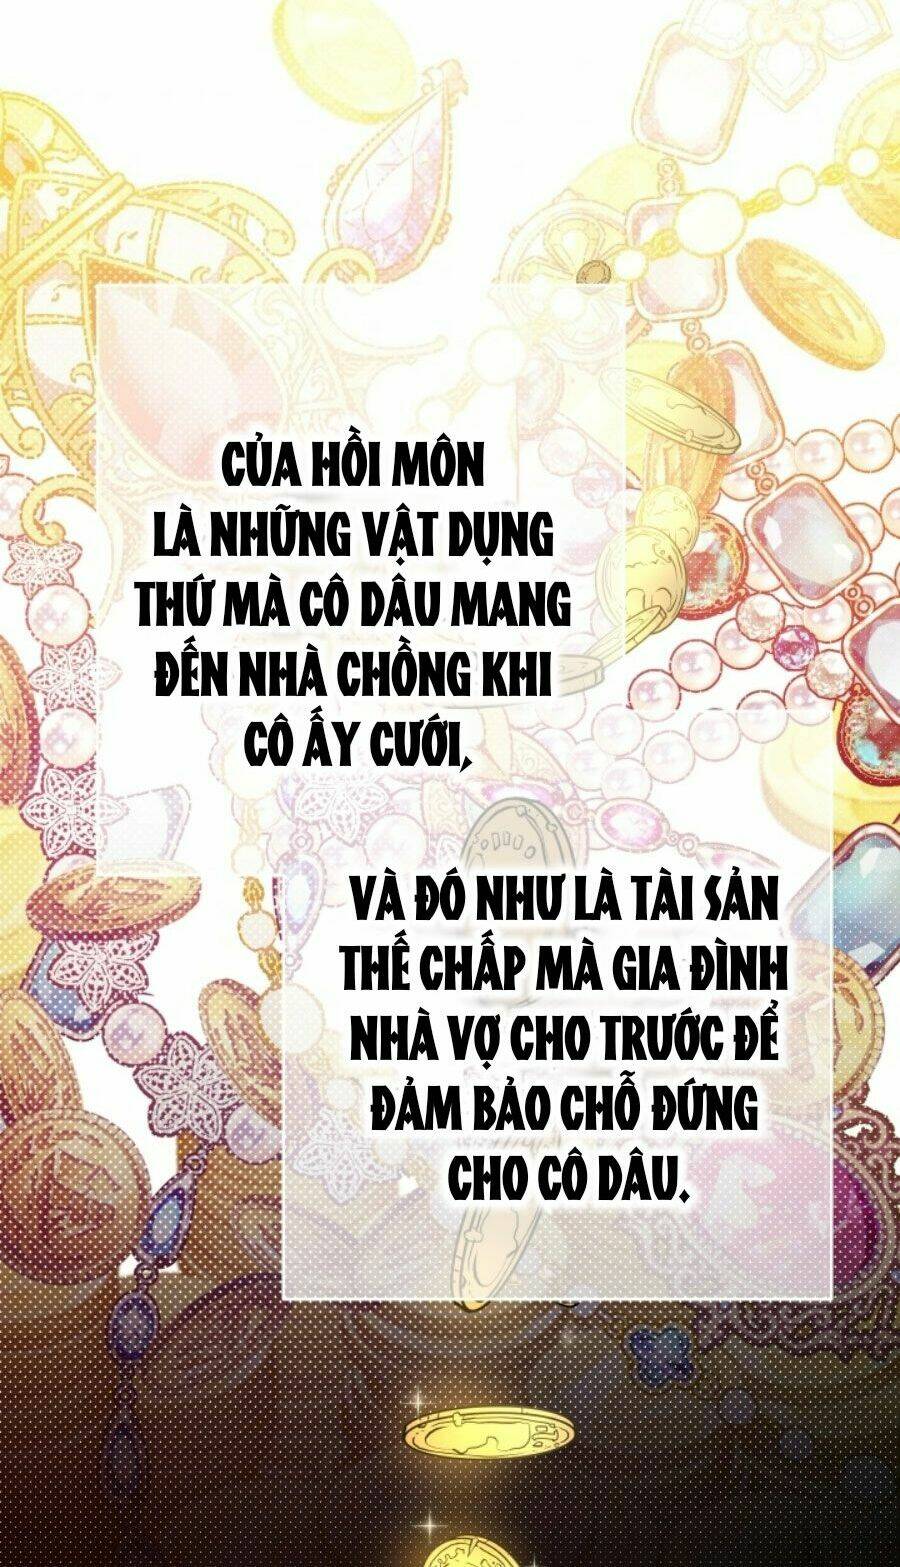 CỦA HỒI MÔN
LÀ NHỮNG VẬT DỤNG
THỨ MÀ CÔ DÂU MANG
ĐẾN NHÀ CHỒNG KHI
CÔ ẤY CƯỚI,
VÀ ĐÓ NHƯ LÀ TÀI SẢN
THẾ CHẤP MÀ GIA ĐÌNH
NHÀ VỢ CHO TRƯỚC ĐỂ
ĐẢM BẢO CHỖ ĐỨNG
CHO CÔ DÂU.